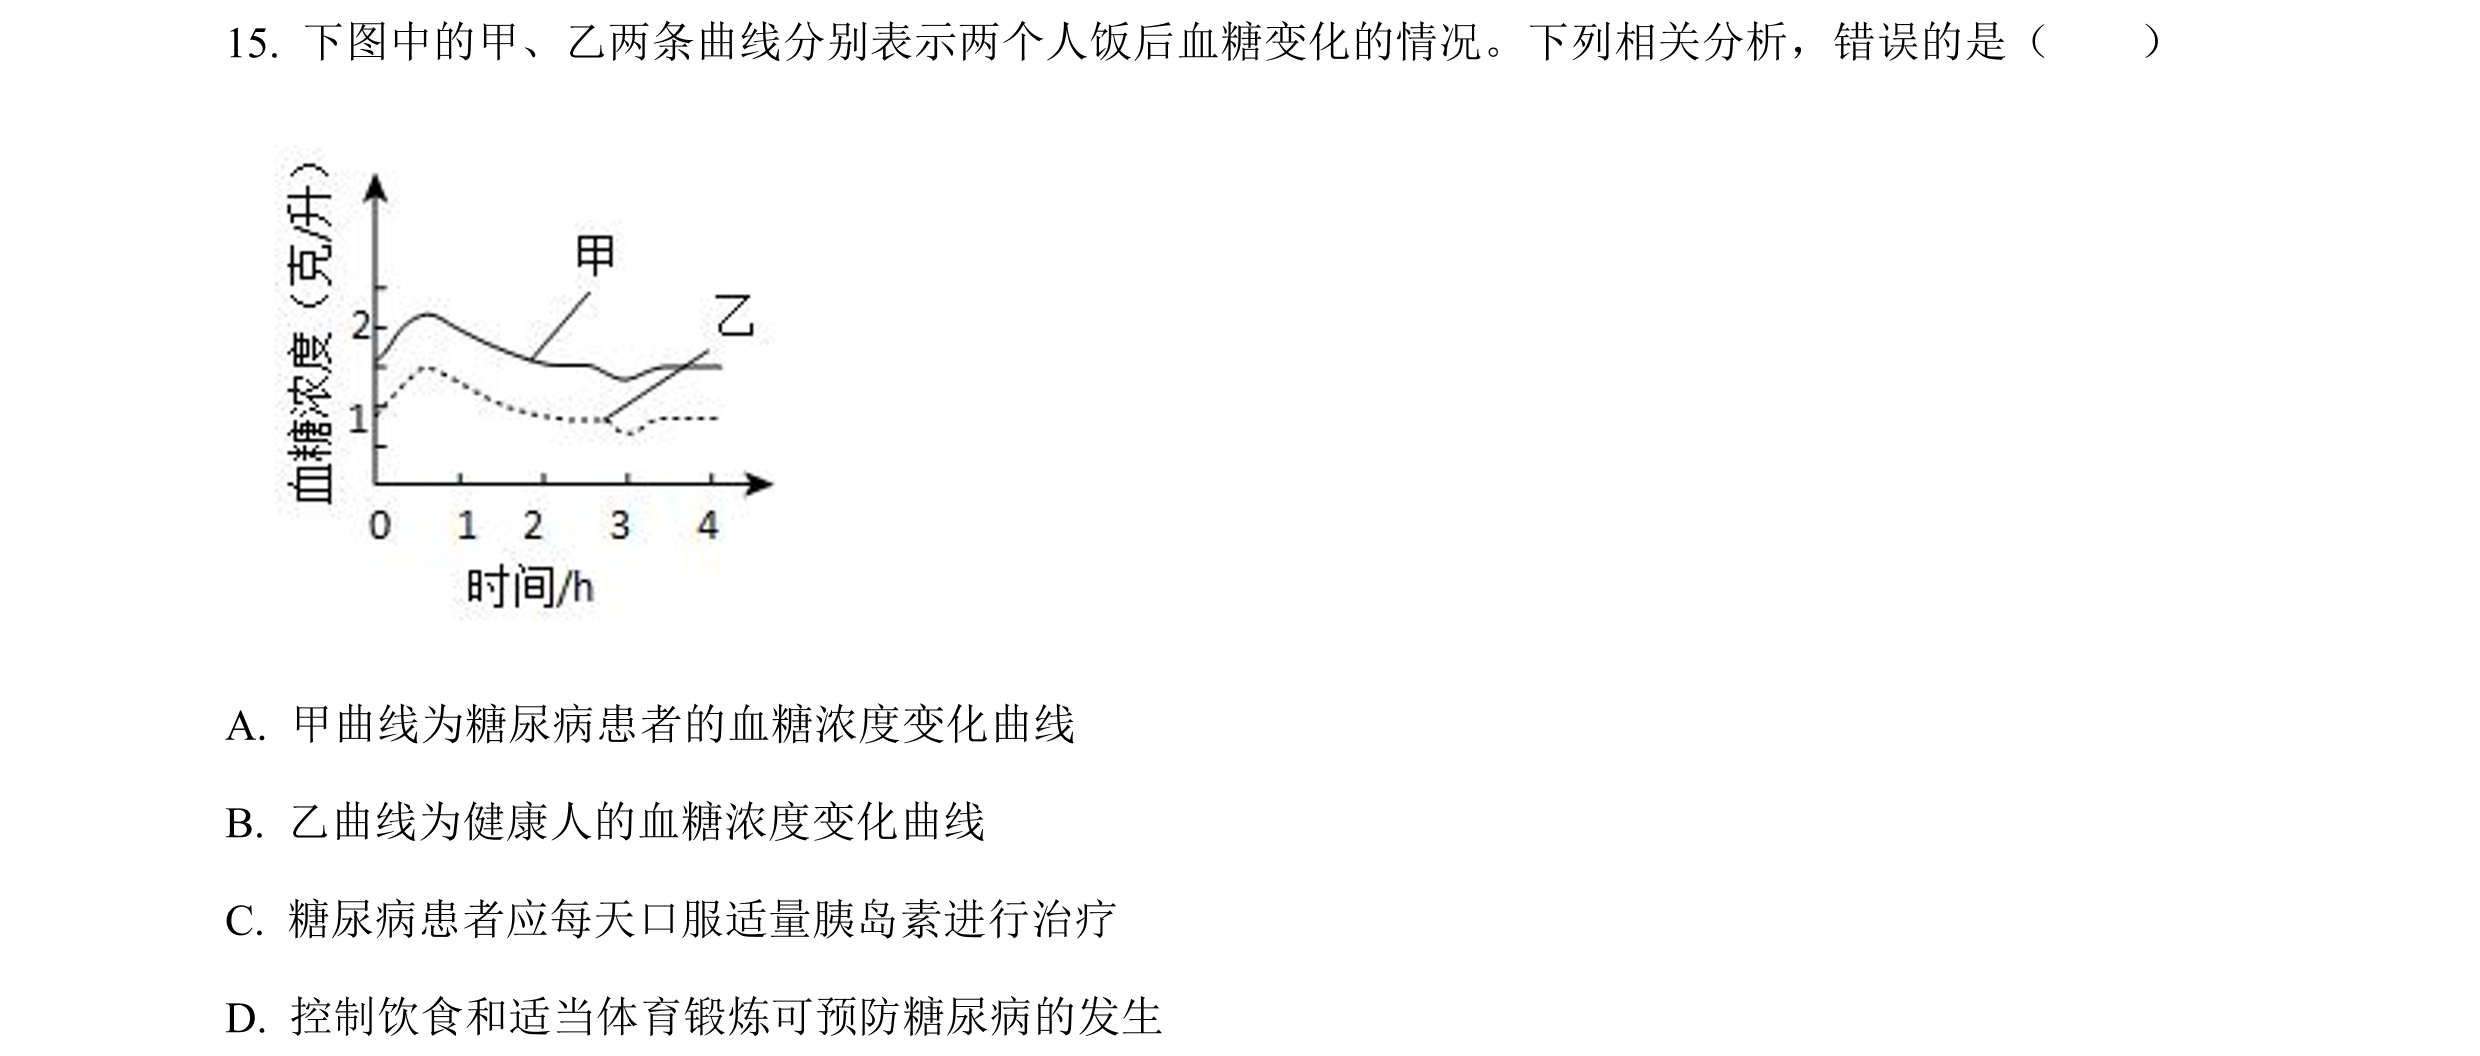 15. 下图中的甲、乙两条曲线分别表示两个人饭后血糖变化的情况。下列相关分析，错误的是（　　）
血糖浓度（克/升）
甲
乙
2
1
0 1 2 3 4
时间/h
A. 甲曲线为糖尿病患者的血糖浓度变化曲线
B. 乙曲线为健康人的血糖浓度变化曲线
C. 糖尿病患者应每天口服适量胰岛素进行治疗
D. 控制饮食和适当体育锻炼可预防糖尿病的发生